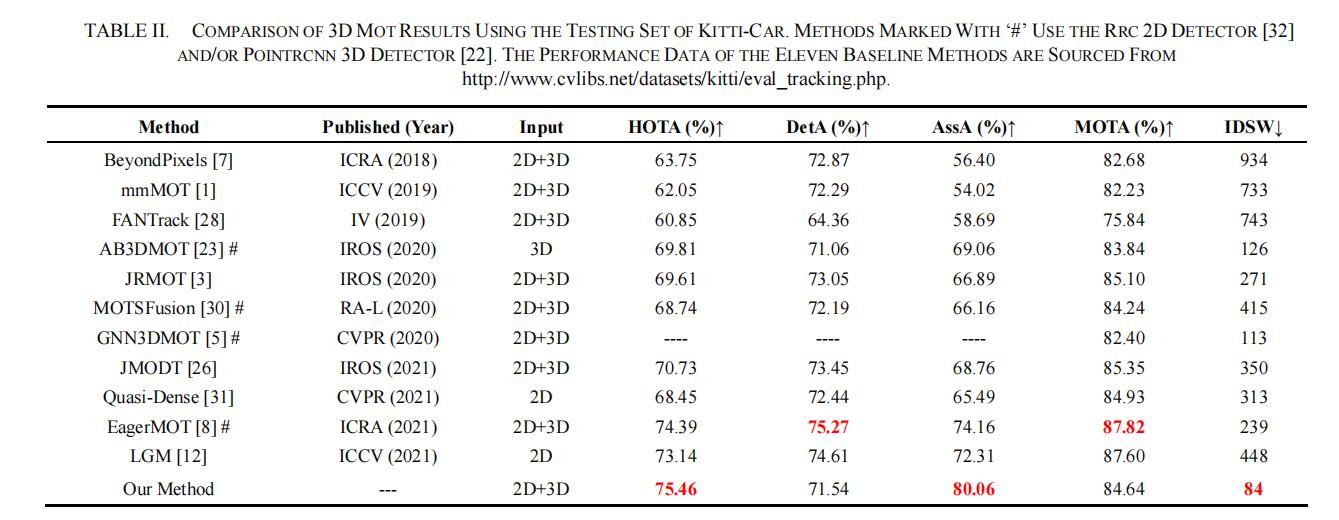 TABLE II. COMPARISON OF 3D MOT RESULTS USING THE TESTING SET OF KITTI-CAR. METHODS MARKED WITH ‘#’ USE THE RRC 2D DETECTOR [32]
AND/OR POINTRCNN 3D DETECTOR [22]. THE PERFORMANCE DATA OF THE ELEVEN BASELINE METHODS ARE SOURCED FROM
http://www.cvlibs.net/datasets/kitti/eval_tracking.php.
Method Published (Year) Input HOTA (%)↑ DetA (%)↑ AssA (%)↑ MOTA (%)↑ IDSW↓
BeyondPixels [7] ICRA (2018) 2D+3D 63.75 72.87 56.40 82.68 934
mmMOT [1] ICCV (2019) 2D+3D 62.05 72.29 54.02 82.23 733
FANTrack [28] IV (2019) 2D+3D 60.85 64.36 58.69 75.84 743
AB3DMOT [23] # IROS (2020) 3D 69.81 71.06 69.06 83.84 126
JRMOT [3] IROS (2020) 2D+3D 69.61 73.05 66.89 85.10 271
MOTSFusion [30] # RA-L (2020) 2D+3D 68.74 72.19 66.16 84.24 415
GNN3DMOT [5] # CVPR (2020) 2D+3D ---- ---- ---- 82.40 113
JMODT [26] IROS (2021) 2D+3D 70.73 73.45 68.76 85.35 350
Quasi-Dense [31] CVPR (2021) 2D 68.45 72.44 65.49 84.93 313
EagerMOT [8] # ICRA (2021) 2D+3D 74.39 75.27 74.16 87.82 239
LGM [12] ICCV (2021) 2D 73.14 74.61 72.31 87.60 448
Our Method --- 2D+3D 75.46 71.54 80.06 84.64 84